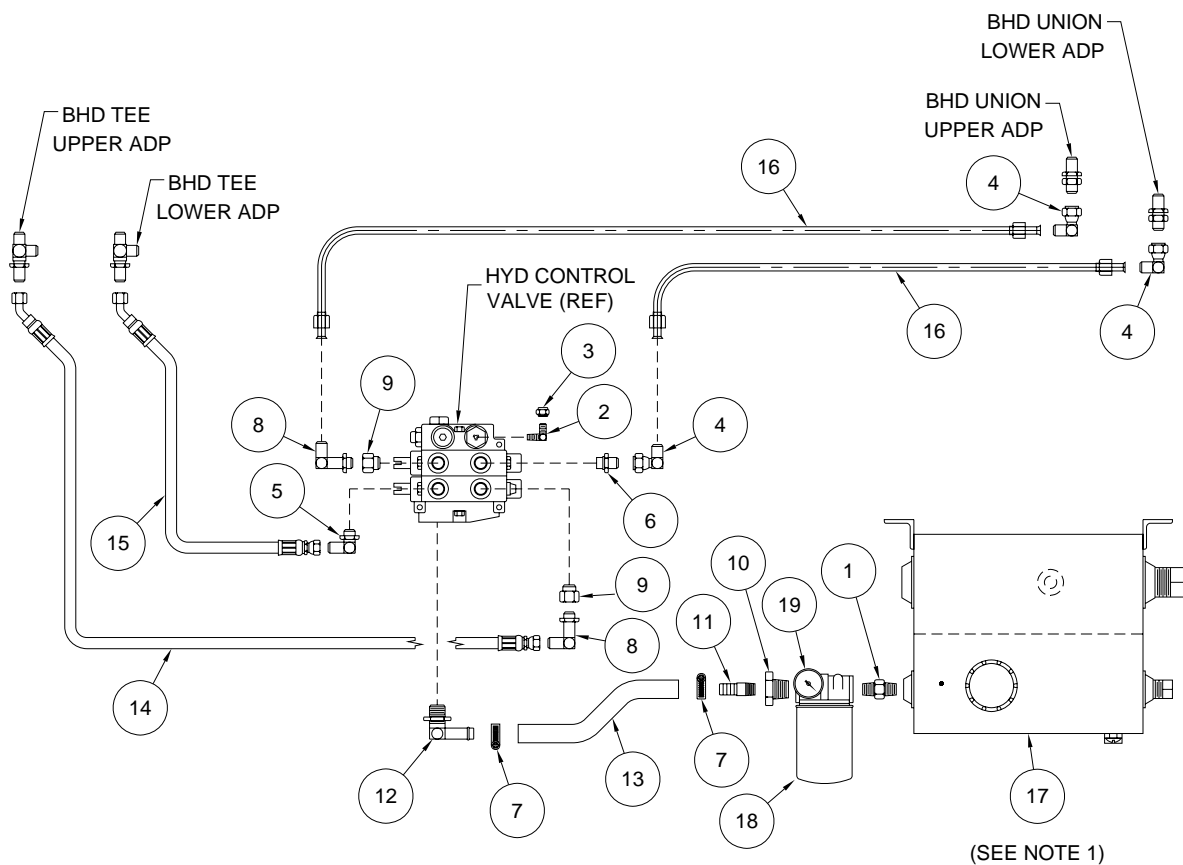 BHD UNION
LOWER ADP
BHD UNION
UPPER ADP
BHD TEE
UPPER ADP
BHD TEE
LOWER ADP
16
4
HYD CONTROL
VALVE (REF)
16
4
3
9
2
8
4
5
6
15
10
19
1
9
11
8
14
7
13
12
7
18
17
(SEE NOTE 1)